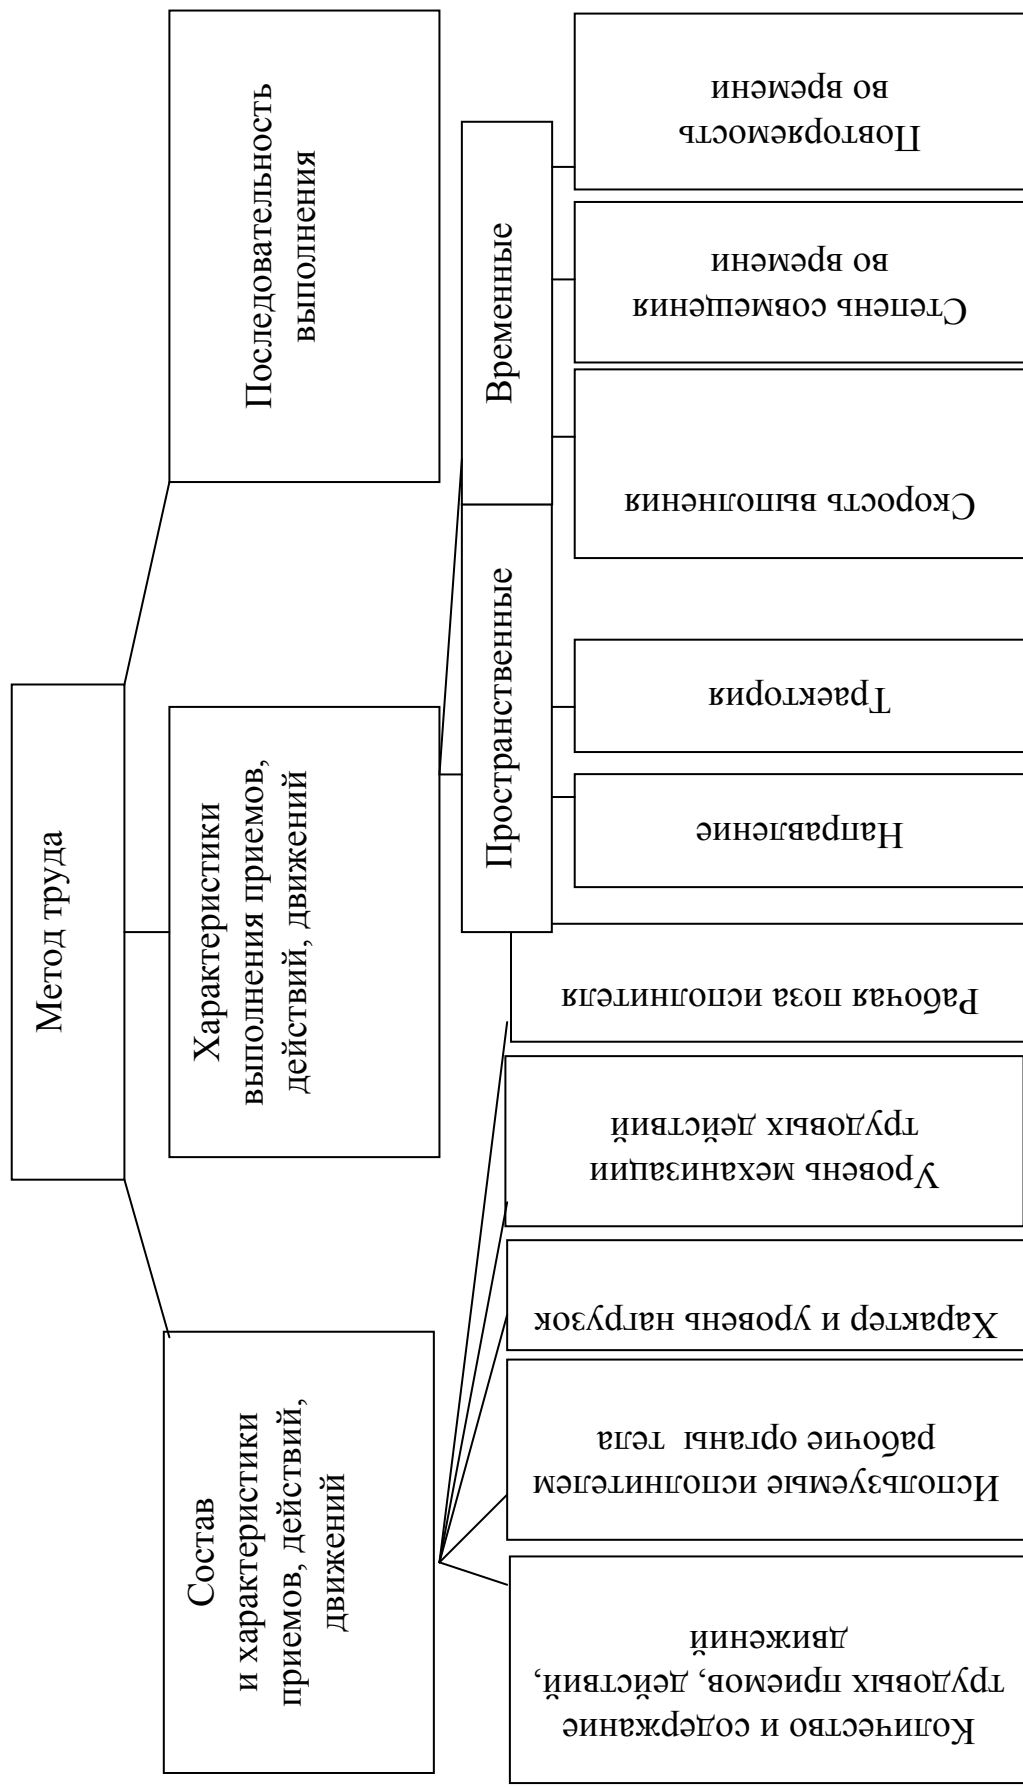 Метод труда
Состав
и характеристики
приемов, действий,
движений
Характеристики
выполнения приемов,
действий, движений
Последовательность
выполнения
Пространственные
Временные
Количество и содержание
трудовых приемов, действий,
движений
Используемые исполнителем
рабочие органы тела
Характер и уровень нагрузок
Уровень механизации
трудовых действий
Рабочая поза исполнителя
Направление
Траектория
Скорость выполнения
Степень совмещения
во времени
Повторяемость
во времени